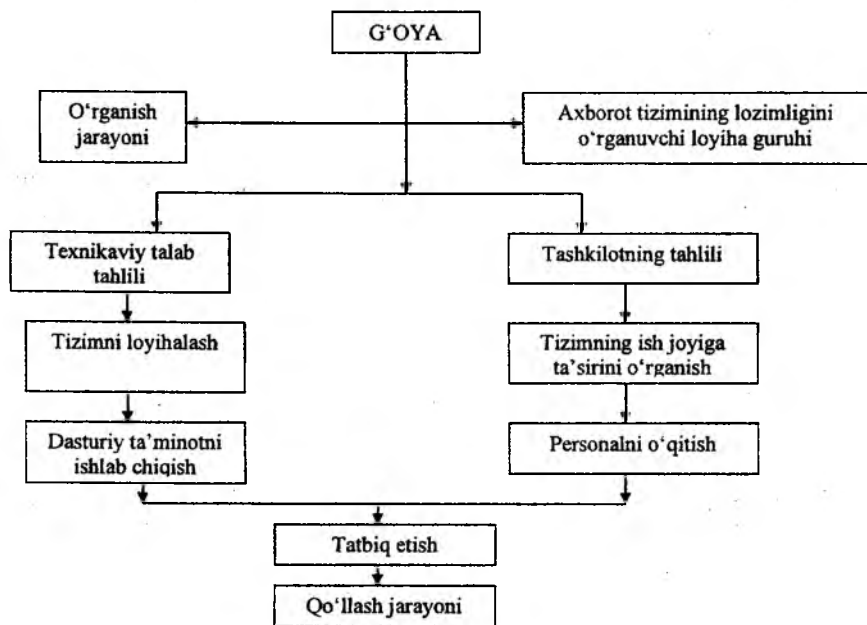 G‘OYA
O‘rganish
jarayoni
Axborot tizimining lozimligini
o‘rganuvchi loyiha guruhi
Texnikaviy talab
tahlili
Tashkilotning tahlili
Tizimni loyihalash
Tizimning ish joyiga
ta’sirini o‘rganish
Dasturiy ta’minotni
ishlab chiqish
Personalni o‘qitish
Tatbiq etish
Qo‘llash jarayoni